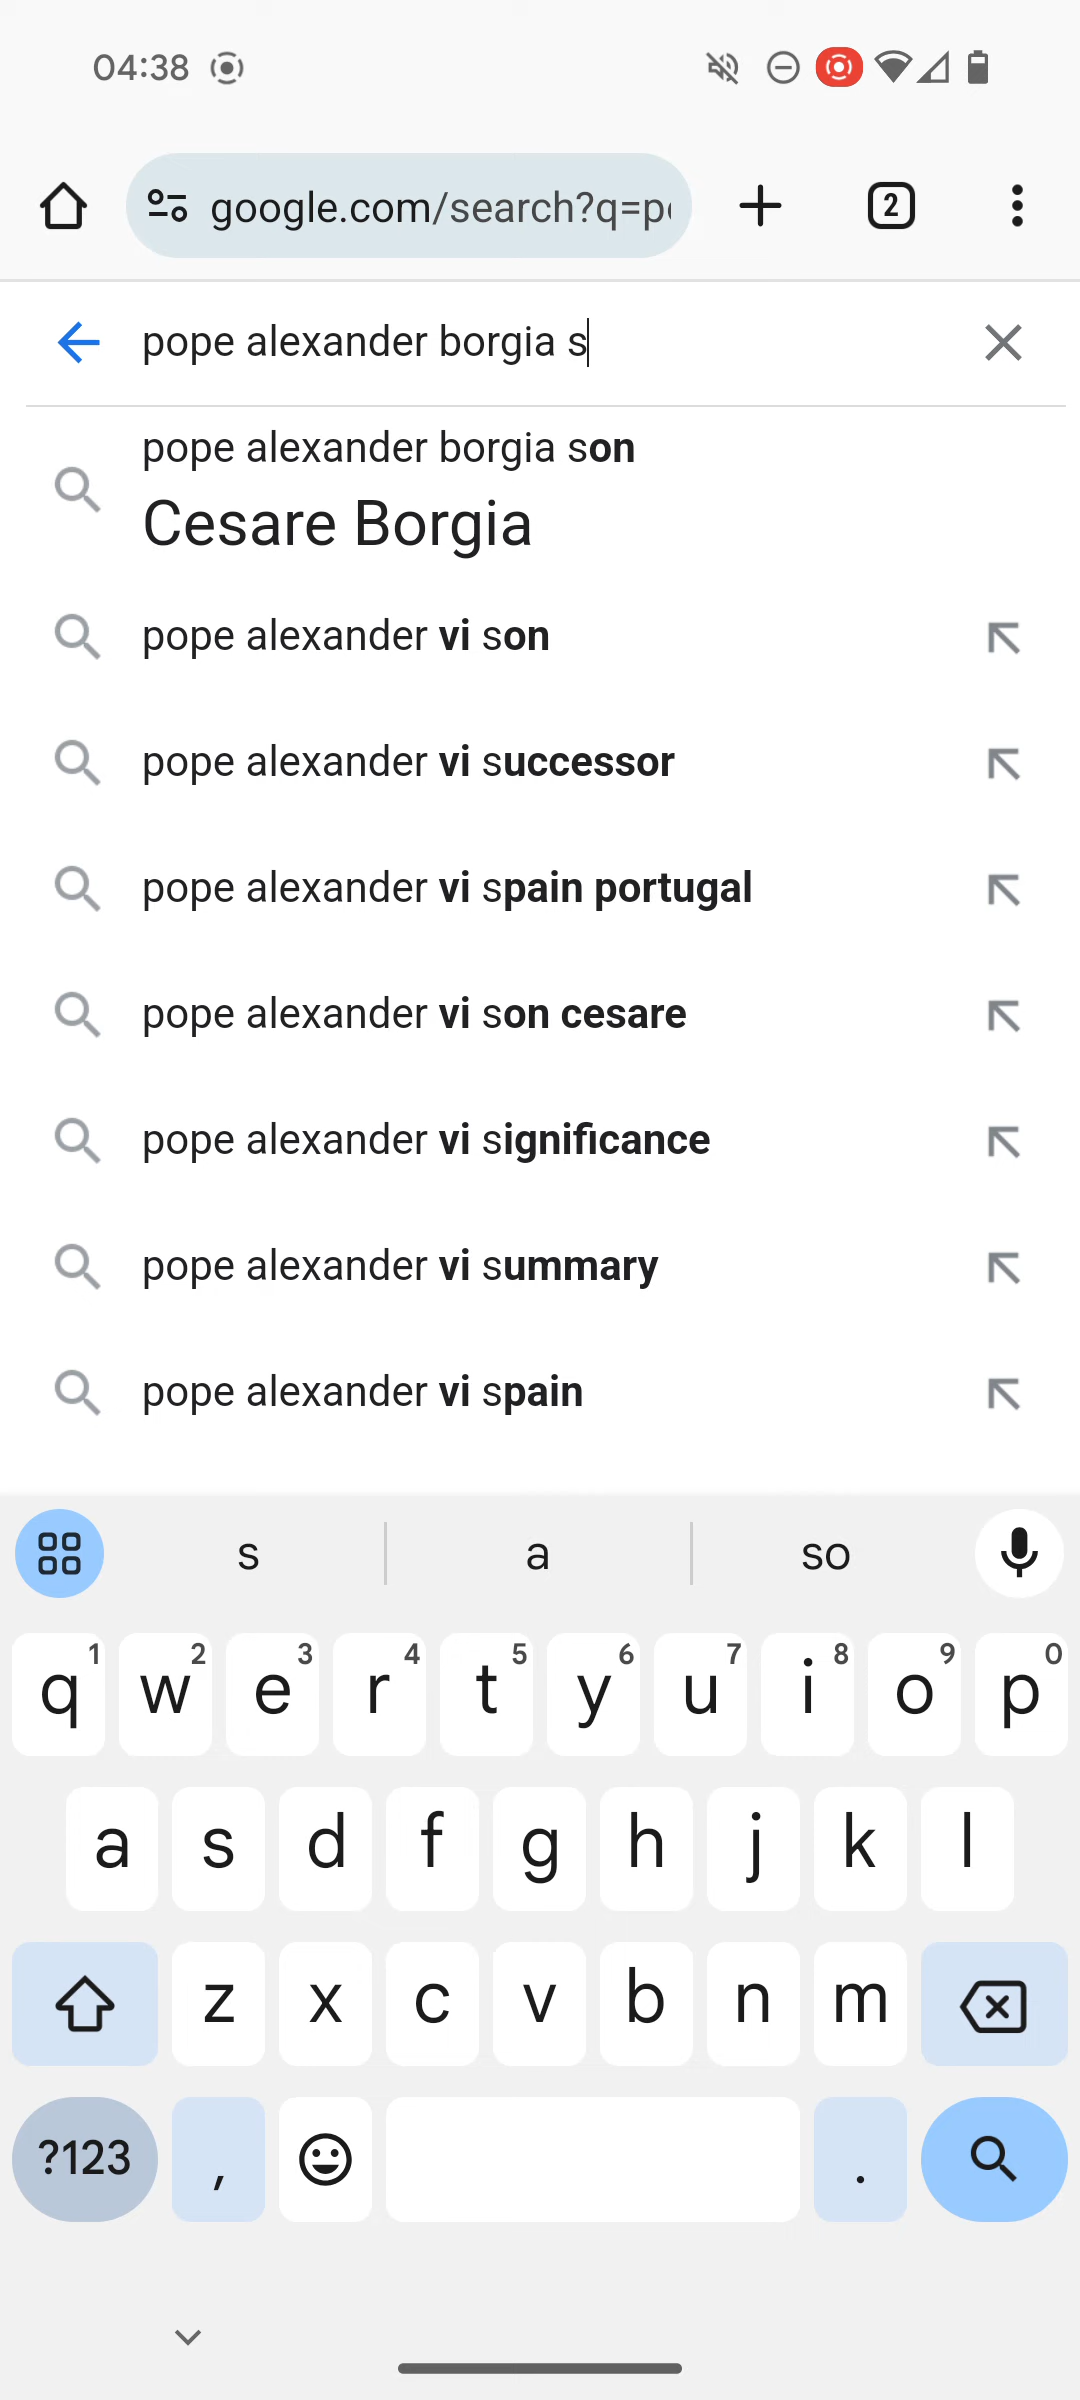 04:38
google.com/search?q=p
2
pope alexander borgia s
pope alexander borgia son
Cesare Borgia
pope alexander vi son
pope alexander vi successor
pope alexander vi spain portugal
pope alexander vi son cesare
pope alexander vi significance
pope alexander vi summary
pope alexander vi spain
s a so
q1 w2 e3 r4 t5 y6 u7 i8 o9 p0
a s d f g h j k l
z x c v b n m
?123 , .